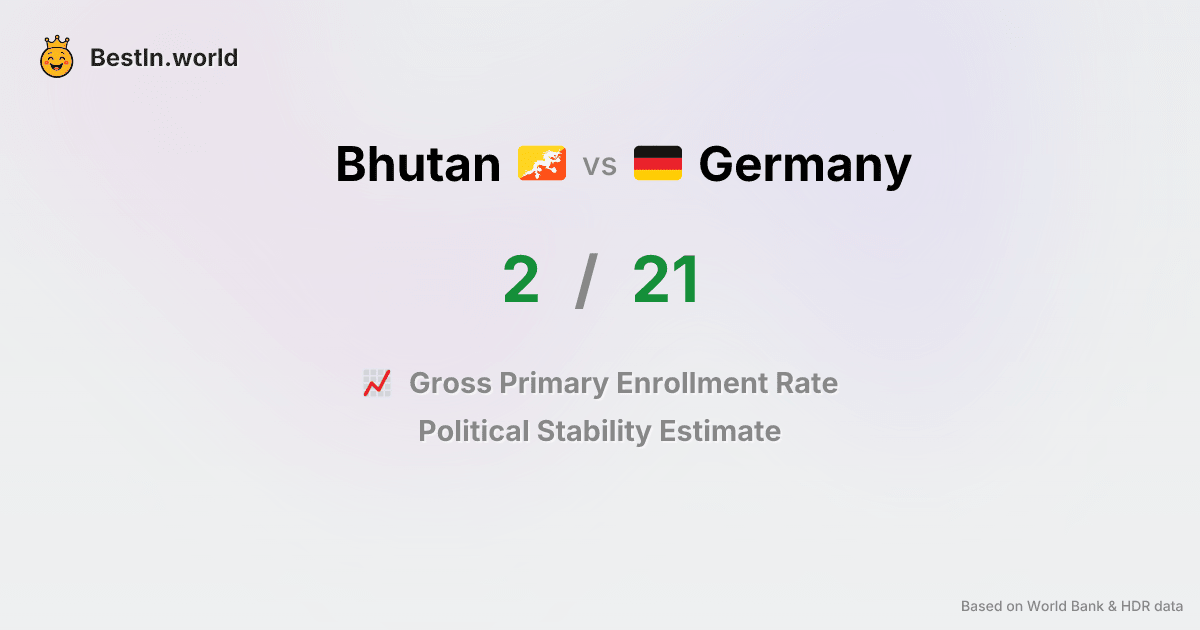 BestIn.world
Bhutan vs Germany
2 / 21
Gross Primary Enrollment Rate
Political Stability Estimate
Based on World Bank & HDR data